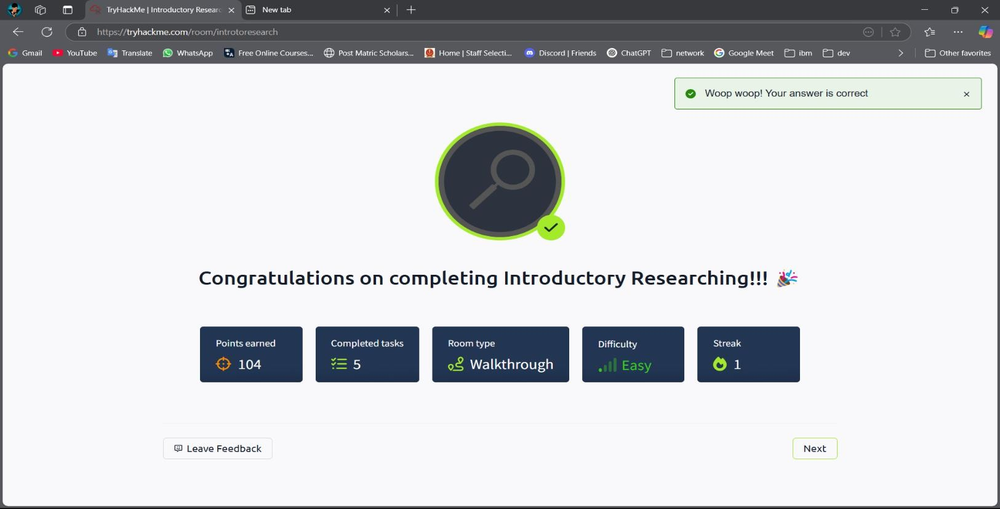 TryHackMe | Introductory Researc
New tab
https://tryhackme.com/room/introtoresearch
Gmail
YouTube
Translate
WhatsApp
Free Online Courses...
Post Matric Scholars...
Home | Staff Selecti...
Discord | Friends
ChatGPT
network
Google Meet
ibm
dev
Other favorites
Woop woop! Your answer is correct
Congratulations on completing Introductory Researching!!! 🎉
Points earned
104
Completed tasks
5
Room type
Walkthrough
Difficulty
Easy
Streak
1
Leave Feedback
Next